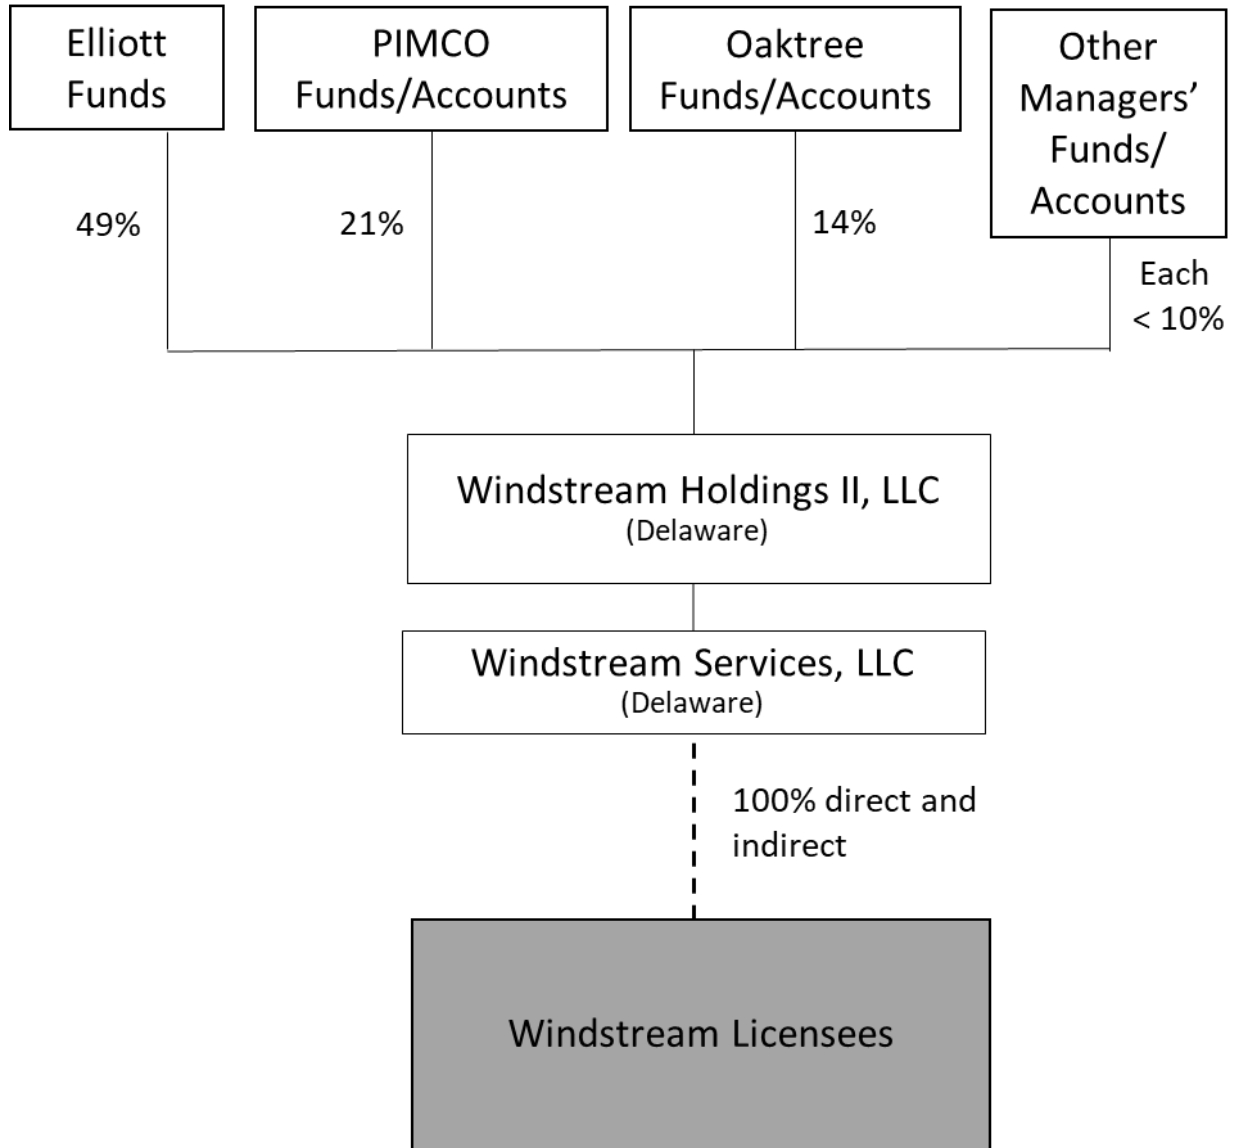 Elliott
Funds
PIMCO
Funds/Accounts
Oaktree
Funds/Accounts
Other
Managers’
Funds/
Accounts
49%
21%
14%
Each
< 10%
Windstream Holdings II, LLC
(Delaware)
Windstream Services, LLC
(Delaware)
100% direct and
indirect
Windstream Licensees